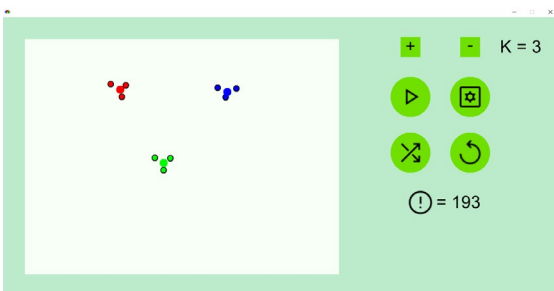 + - K = 3
! = 193